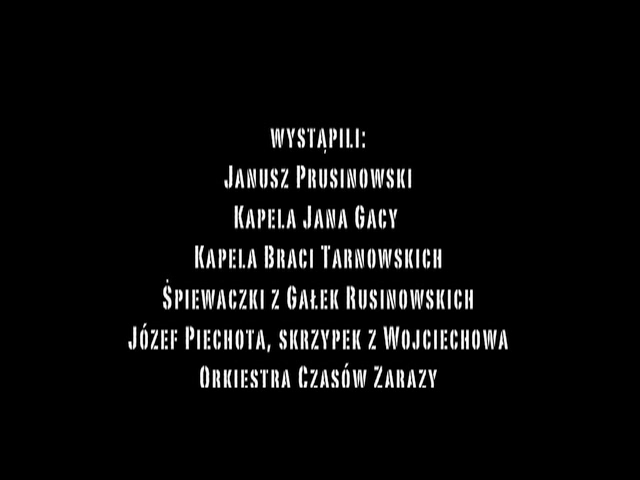 WYSTĄPILI:
JANUSZ PRUSINOWSKI
KAPELA JANA GACY
KAPELA BRACI TARNOWSKICH
ŚPIEWACZKI Z GAŁEK RUSINOWSKICH
JÓZEF PIECHOTA, SKRZYPEK Z WOJCIECHOWA
ORKIESTRA CZASÓW ZARAZY